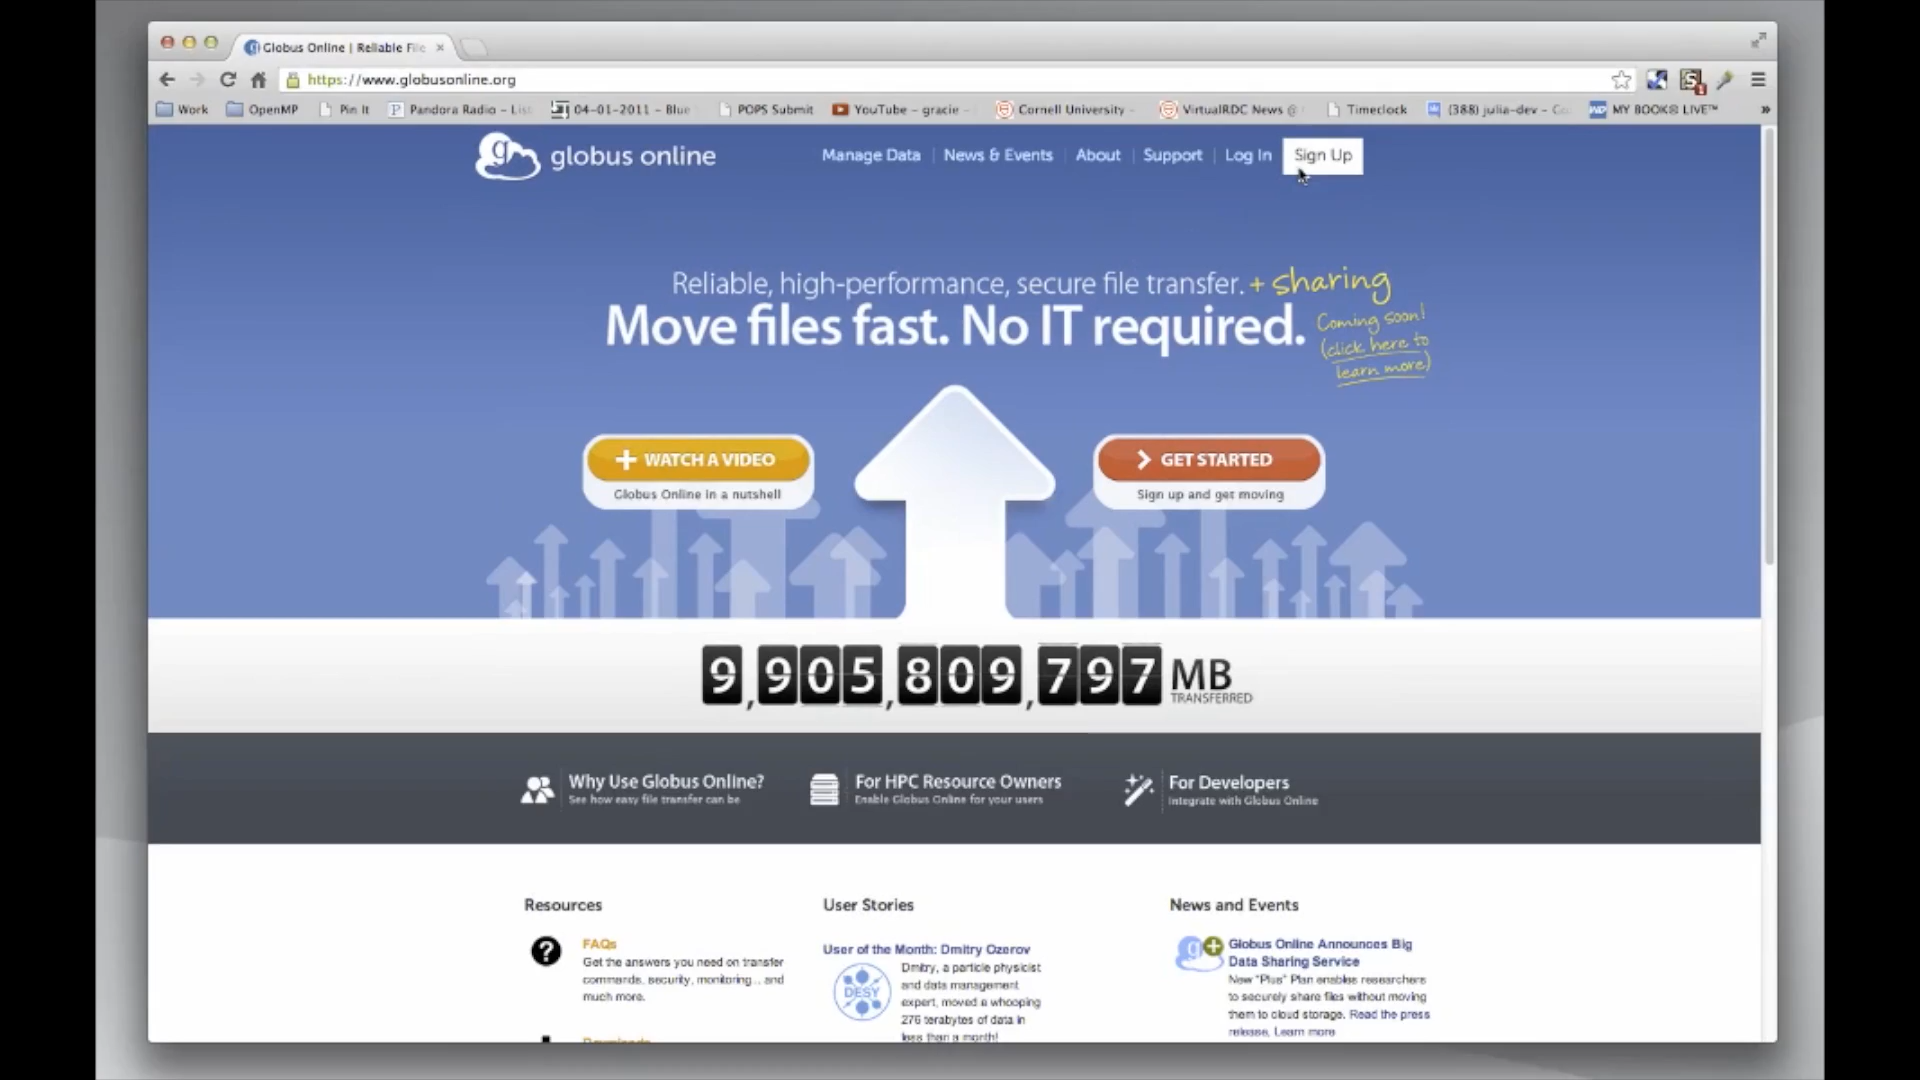 Globus Online | Reliable File
https://www.globusonline.org
Work OpenMP Pin It Pandora Radio - List 04-01-2011 - Blue POPS Submit YouTube - gracie - Cornell University - VirtualRDC News @ Timeclock (388) julia-dev - Go MY BOOK® LIVE™ »
globus online Manage Data News & Events About Support Log In Sign Up
Reliable, high-performance, secure file transfer. + sharing
Move files fast. No IT required.
Coming soon!
(click here to
learn more)
+ WATCH A VIDEO
Globus Online in a nutshell
GET STARTED
Sign up and get moving
9,905,809,797 MB
TRANSFERRED
Why Use Globus Online?
See how easy file transfer can be
For HPC Resource Owners
Enable Globus Online for your users
For Developers
Integrate with Globus Online
Resources
FAQs
Get the answers you need on transfer
commands, security, monitoring... and
much more.
Downloads
User Stories
User of the Month: Dmitry Ozerov
DESY
Dmitry, a particle physicist
and data management
expert, moved a whooping
276 terabytes of data in
less than a month!
News and Events
Globus Online Announces Big
Data Sharing Service
New "Plus" Plan enables researchers
to securely share files without moving
them to cloud storage. Read the press
release, Learn more